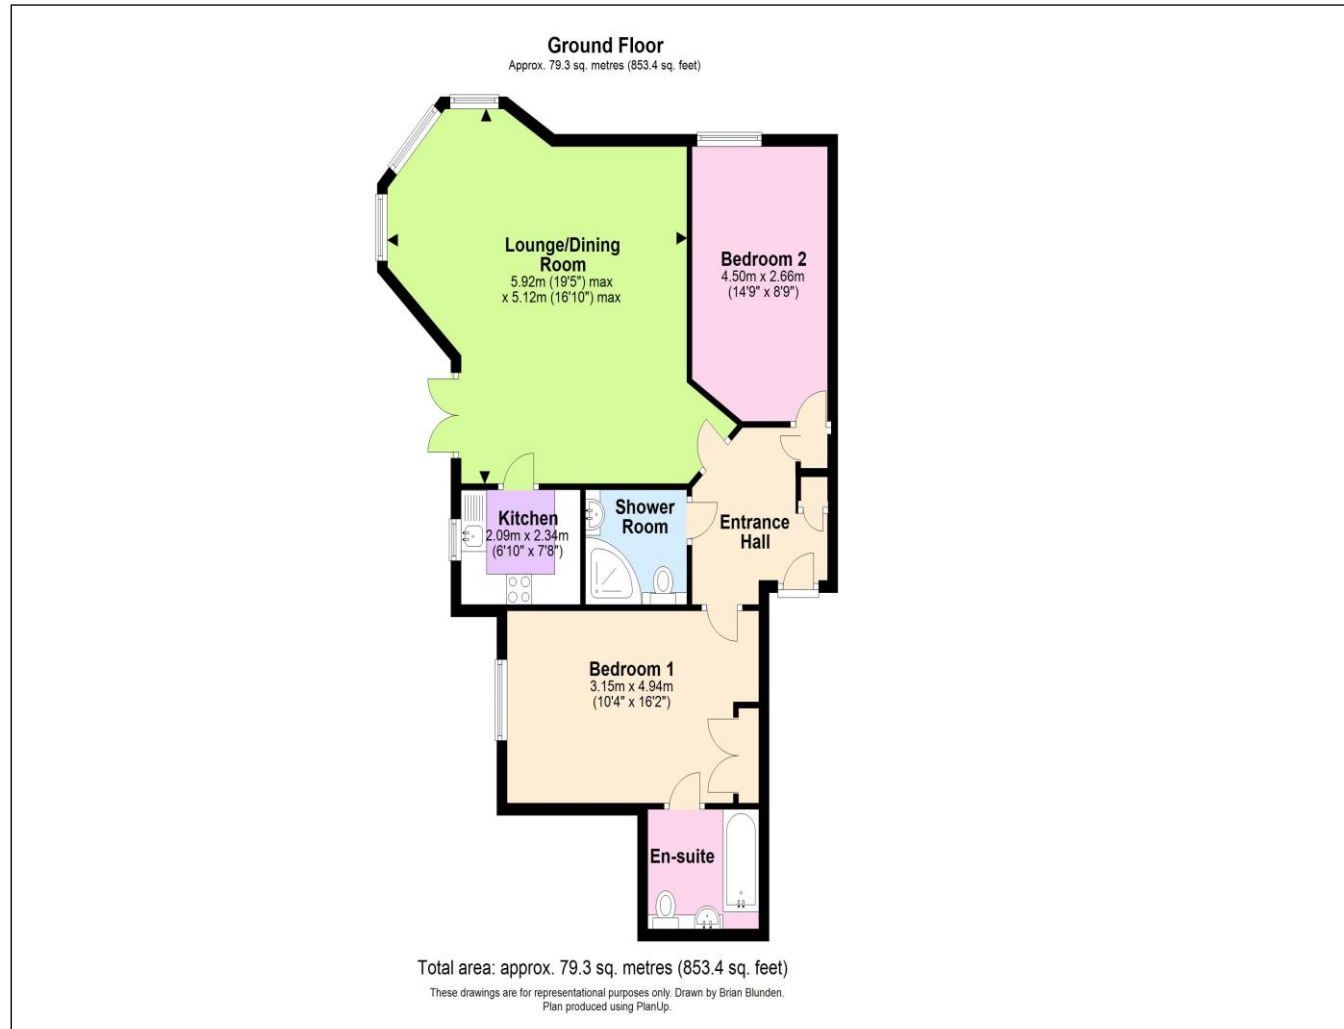 Ground Floor
Approx. 79.3 sq. metres (853.4 sq. feet)
Lounge/Dining
Room
5.92m (19'5") max
x 5.12m (16'10") max
Bedroom 2
4.50m x 2.66m
(14'9" x 8'9")
Kitchen
2.09m x 2.34m
(6'10" x 7'8")
Shower
Room
Entrance
Hall
Bedroom 1
3.15m x 4.94m
(10'4" x 16'2")
En-suite
Total area: approx. 79.3 sq. metres (853.4 sq. feet)
These drawings are for representational purposes only. Drawn by Brian Blunden.
Plan produced using PlanUp.